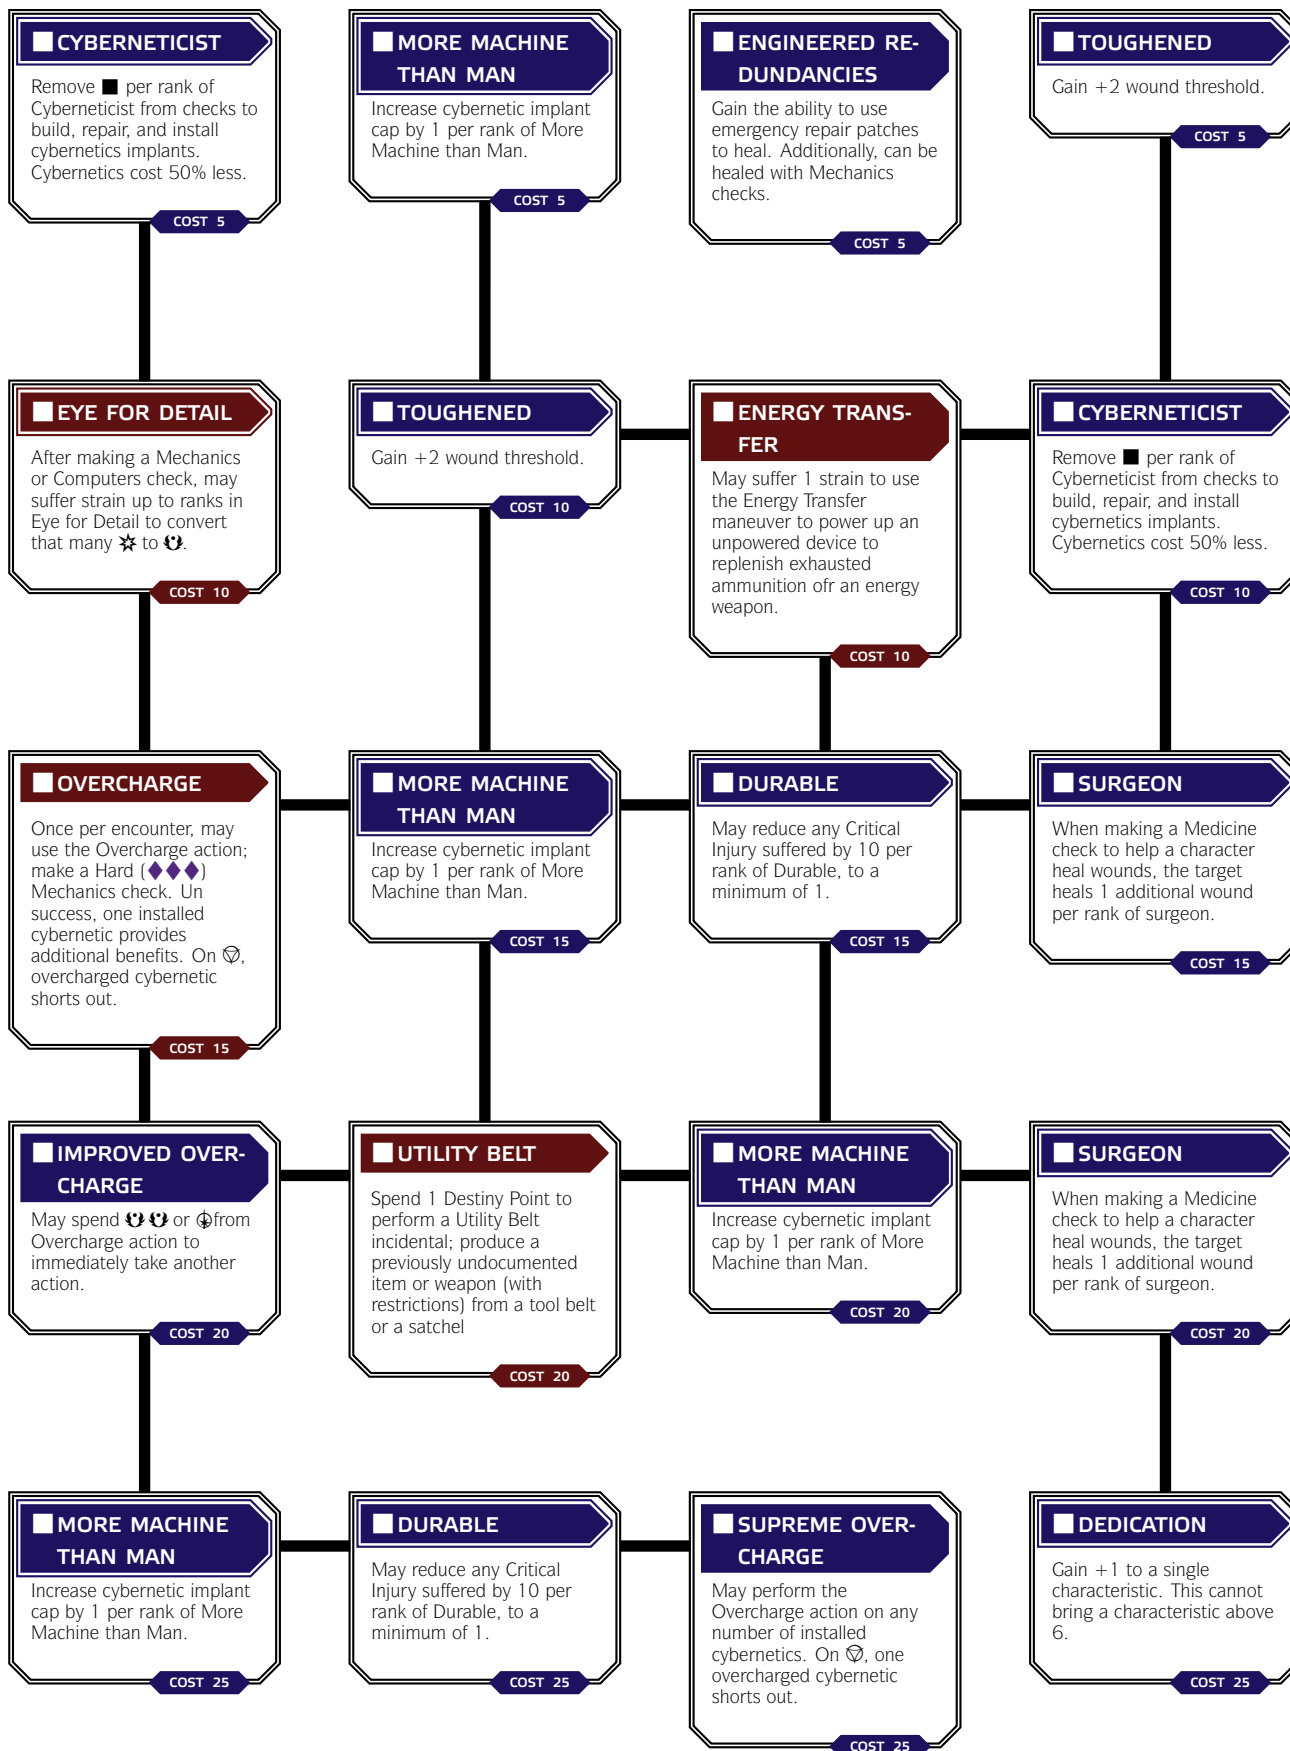 CYBERNETICIST
Remove ■ per rank of
Cyberneticist from checks to
build, repair, and install
cybernetics implants.
Cybernetics cost 50% less.
COST 5
MORE MACHINE
THAN MAN
Increase cybernetic implant
cap by 1 per rank of More
Machine than Man.
COST 5
ENGINEERED RE-
DUNDANCIES
Gain the ability to use
emergency repair patches
to heal. Additionally, can be
healed with Mechanics
checks.
COST 5
TOUGHENED
Gain +2 wound threshold.
COST 5
EYE FOR DETAIL
After making a Mechanics
or Computers check, may
suffer strain up to ranks in
Eye for Detail to convert
that many to .
COST 10
TOUGHENED
Gain +2 wound threshold.
COST 10
ENERGY TRANS-
FER
May suffer 1 strain to use
the Energy Transfer
maneuver to power up an
unpowered device to
replenish exhausted
ammunition ofr an energy
weapon.
COST 10
CYBERNETICIST
Remove ■ per rank of
Cyberneticist from checks to
build, repair, and install
cybernetics implants.
Cybernetics cost 50% less.
COST 10
OVERCHARGE
Once per encounter, may
use the Overcharge action;
make a Hard (◆◆◆)
Mechanics check. Un
success, one installed
cybernetic provides
additional benefits. On ,
overcharged cybernetic
shorts out.
COST 15
MORE MACHINE
THAN MAN
Increase cybernetic implant
cap by 1 per rank of More
Machine than Man.
COST 15
DURABLE
May reduce any Critical
Injury suffered by 10 per
rank of Durable, to a
minimum of 1.
COST 15
SURGEON
When making a Medicine
check to help a character
heal wounds, the target
heals 1 additional wound
per rank of surgeon.
COST 15
IMPROVED OVER-
CHARGE
May spend or from
Overcharge action to
immediately take another
action.
COST 20
UTILITY BELT
Spend 1 Destiny Point to
perform a Utility Belt
incidental; produce a
previously undocumented
item or weapon (with
restrictions) from a tool belt
or a satchel
COST 20
MORE MACHINE
THAN MAN
Increase cybernetic implant
cap by 1 per rank of More
Machine than Man.
COST 20
SURGEON
When making a Medicine
check to help a character
heal wounds, the target
heals 1 additional wound
per rank of surgeon.
COST 20
MORE MACHINE
THAN MAN
Increase cybernetic implant
cap by 1 per rank of More
Machine than Man.
COST 25
DURABLE
May reduce any Critical
Injury suffered by 10 per
rank of Durable, to a
minimum of 1.
COST 25
SUPREME OVER-
CHARGE
May perform the
Overcharge action on any
number of installed
cybernetics. On , one
overcharged cybernetic
shorts out.
COST 25
DEDICATION
Gain +1 to a single
characteristic. This cannot
bring a characteristic above
6.
COST 25